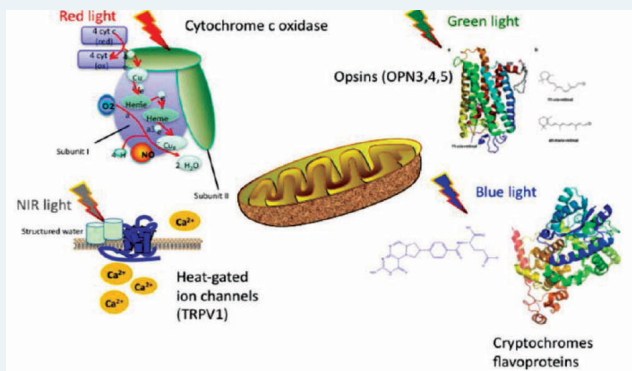 Red light
Cytochrome c oxidase
4 cyt c
(red)
4 cyt c
(ox)
Cu
Heme
a
O2
Heme
a3
Cu
4 H
NO
2 H₂O
Subunit I
Subunit II
Green light
Opsins (OPN3,4,5)
a
b
NIR light
Structured water
Ca²⁺
Ca²⁺
Ca²⁺
Ca²⁺
Heat-gated
ion channels
(TRPV1)
Blue light
Cryptochromes
flavoproteins